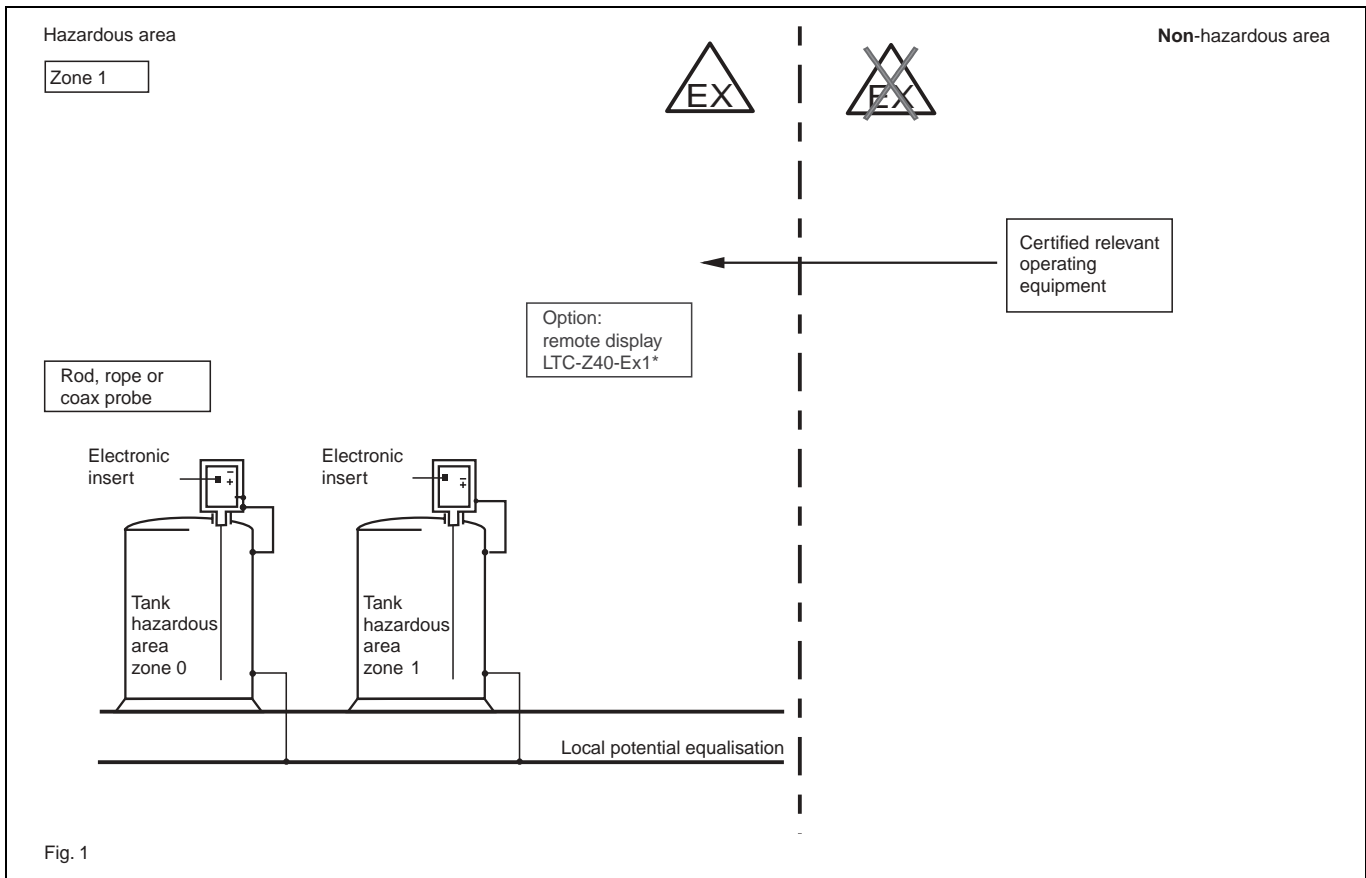 Hazardous area
Non-hazardous area
Zone 1
EX
EX
Certified relevant
operating
equipment
Option:
remote display
LTC-Z40-Ex1*
Rod, rope or
coax probe
Electronic
insert
–
+
Electronic
insert
–
+
Tank
hazardous
area
zone 0
Tank
hazardous
area
zone 1
Local potential equalisation
Fig. 1